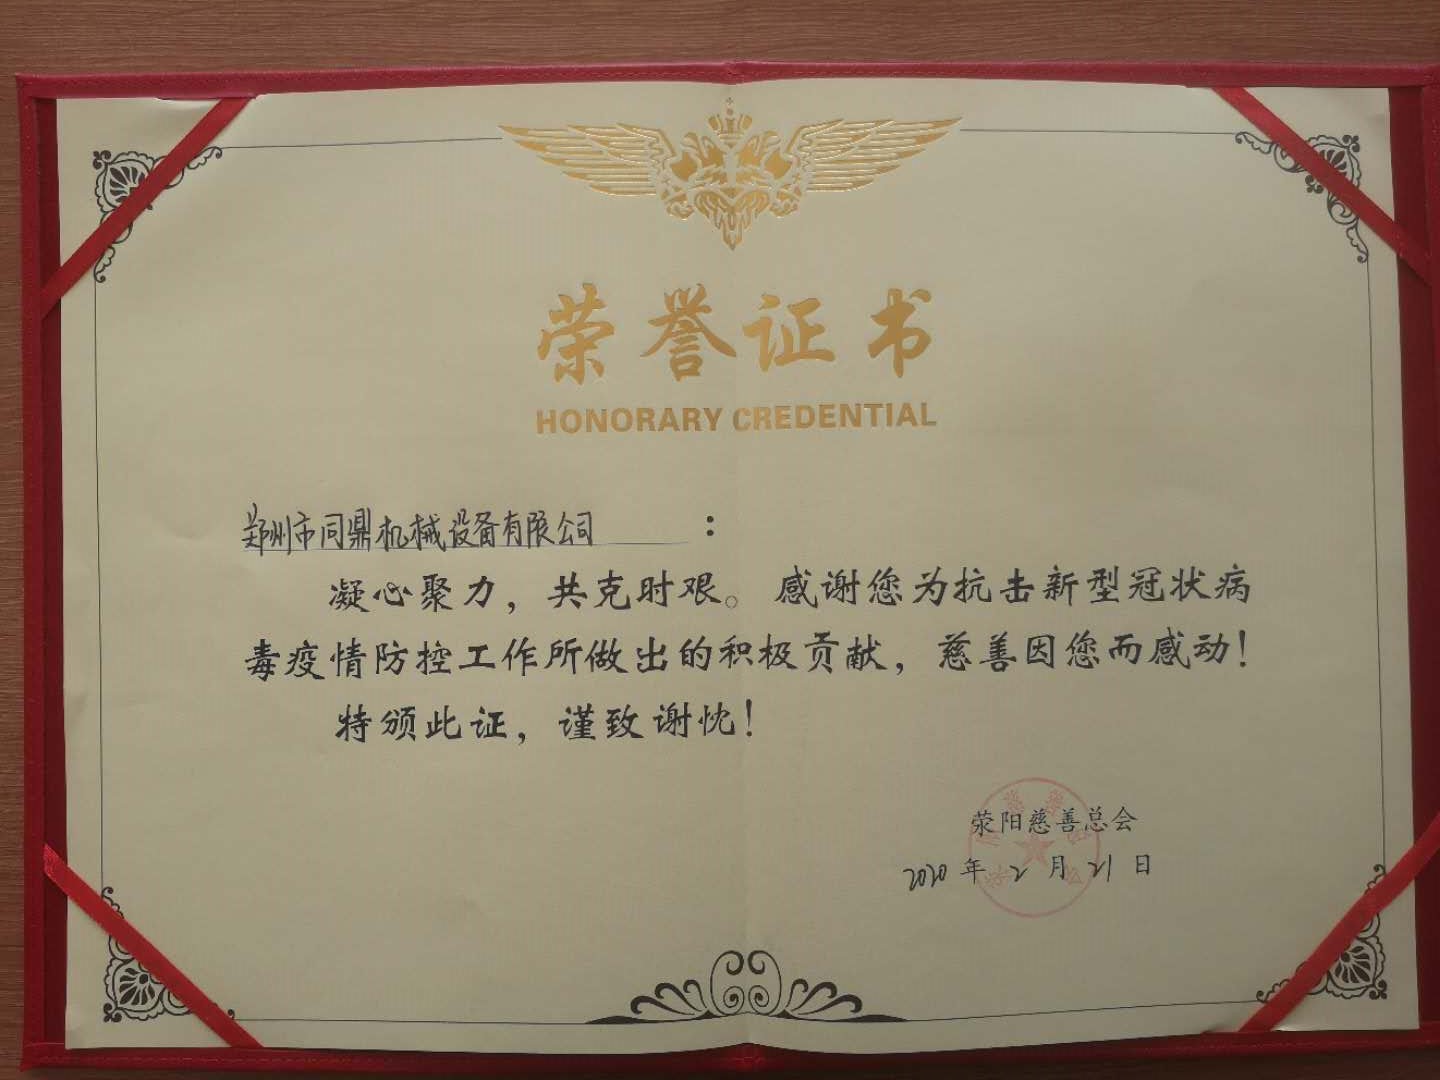 荣誉证书
HONORARY CREDENTIAL
郑州市同鼎机械设备有限公司：
凝心聚力，共克时艰。感谢您为抗击新型冠状病
毒疫情防控工作所做出的积极贡献，慈善因您而感动！
特颁此证，谨致谢忱！
荥阳慈善总会
2020年2月21日